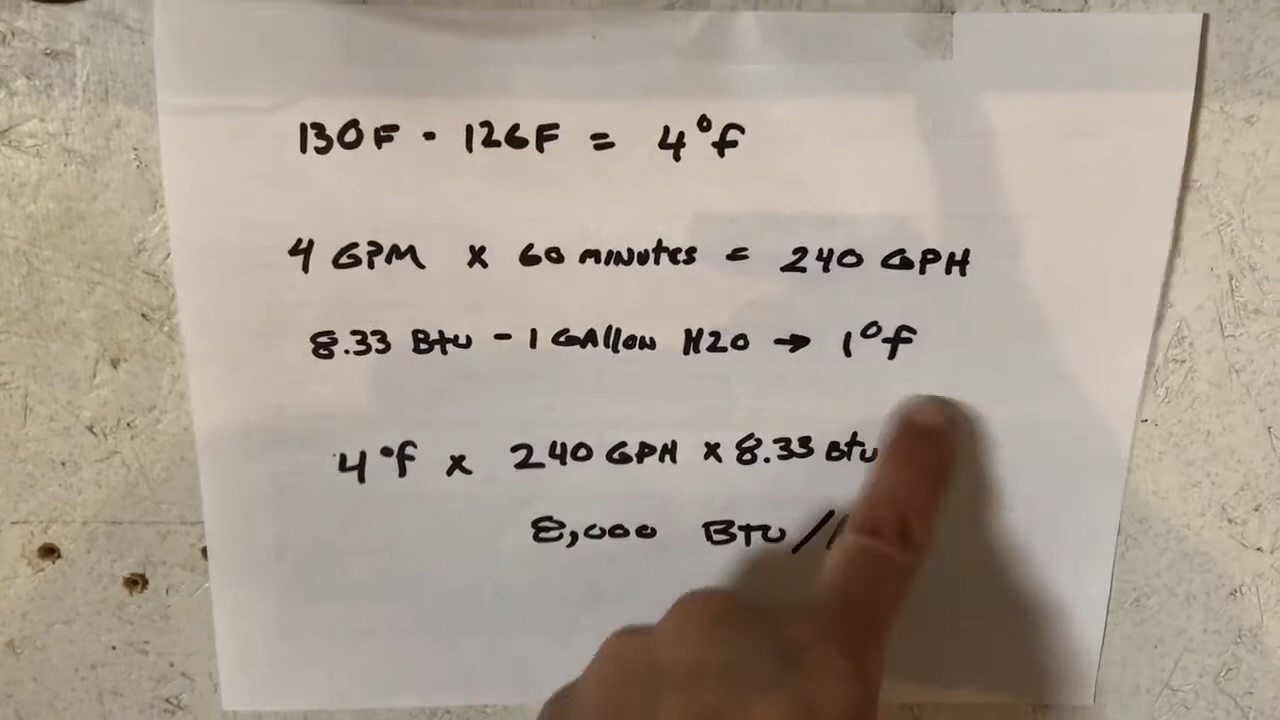 130F - 126F = 4°f
4 GPM x 60 minutes = 240 GPH
8.33 Btu - 1 Gallon H2O → 1°f
4°f x 240 GPH x 8.33 Btu
8,000 BTU/